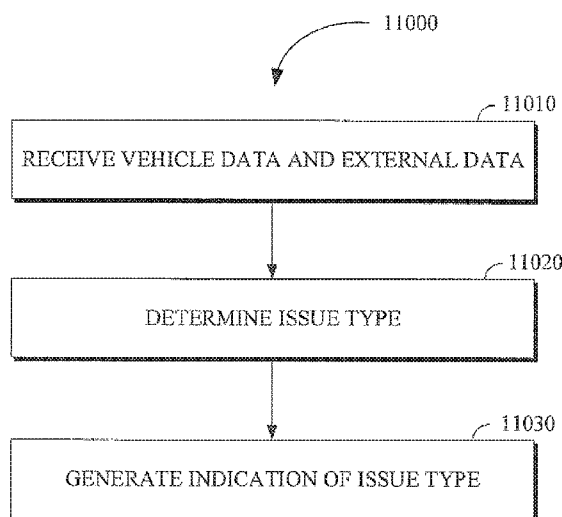 11000
11010
RECEIVE VEHICLE DATA AND EXTERNAL DATA
11020
DETERMINE ISSUE TYPE
11030
GENERATE INDICATION OF ISSUE TYPE